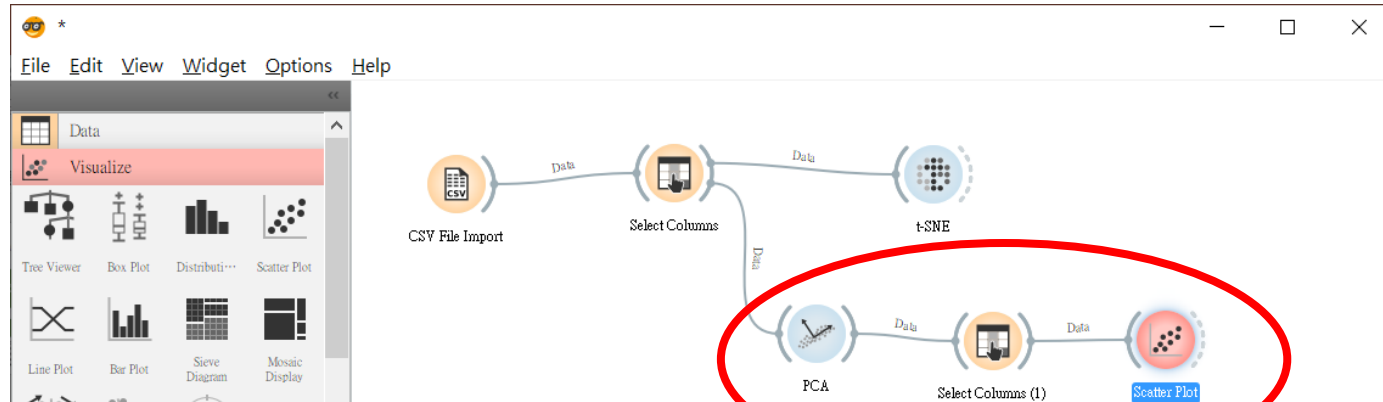 *
File Edit View Widget Options Help
«
Data
Visualize
Tree Viewer Box Plot Distributi··· Scatter Plot
Line Plot Bar Plot Sieve Diagram Mosaic Display
CSV
CSV File Import
Data
Select Columns
Data
t-SNE
Data
PCA
Data
Select Columns (1)
Data
Scatter Plot